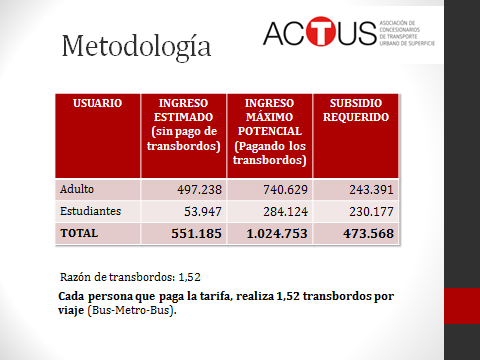 Metodología
ACTUS
ASOCIACIÓN DE
CONCESIONARIOS
DE TRANSPORTE
URBANO DE SUPERFICIE
USUARIO INGRESO ESTIMADO (sin pago de transbordos) INGRESO MÁXIMO POTENCIAL (Pagando los transbordos) SUBSIDIO REQUERIDO
Adulto 497.238 740.629 243.391
Estudiantes 53.947 284.124 230.177
TOTAL 551.185 1.024.753 473.568
Razón de transbordos: 1,52
Cada persona que paga la tarifa, realiza 1,52 transbordos por
viaje (Bus-Metro-Bus).